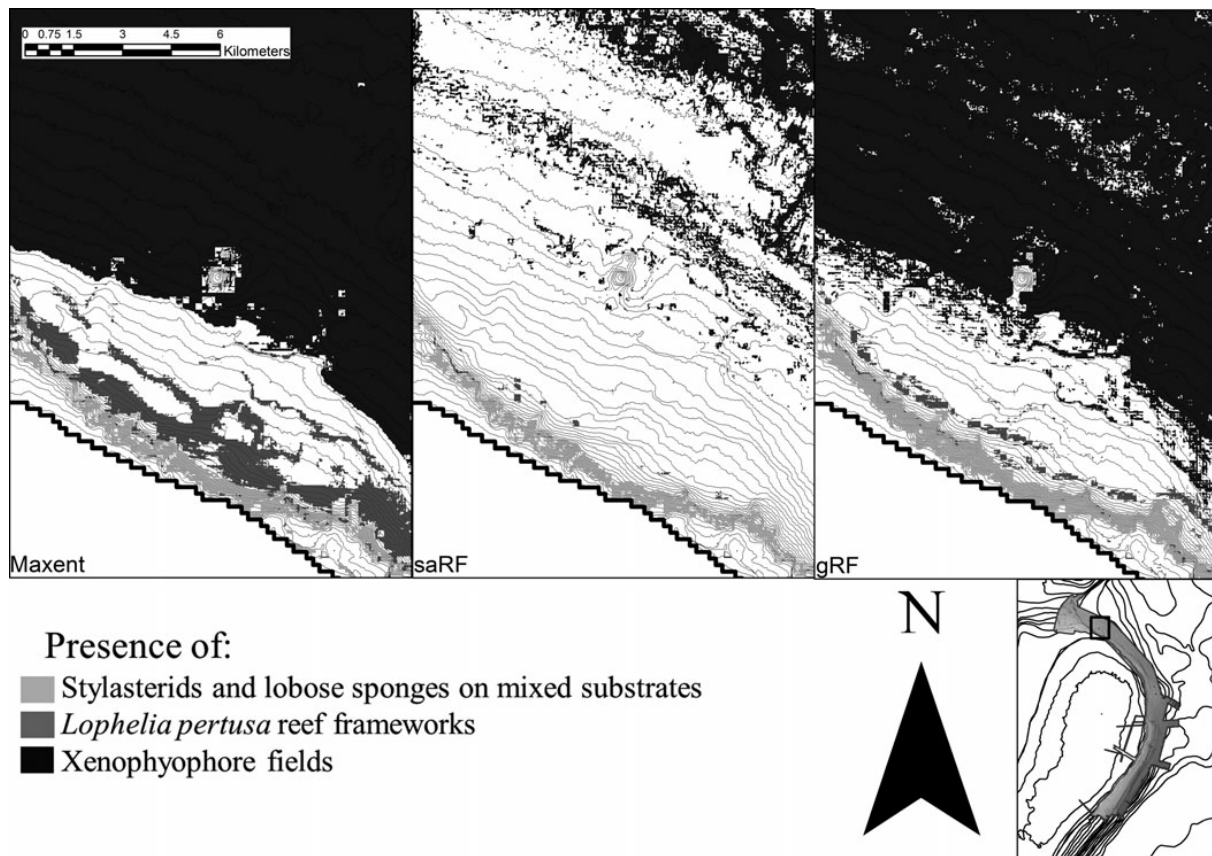 0 0.75 1.5 3 4.5 6
Kilometers
Maxent
saRF
gRF
Presence of:
Stylasterids and lobose sponges on mixed substrates
Lophelia pertusa reef frameworks
Xenophyophore fields
N